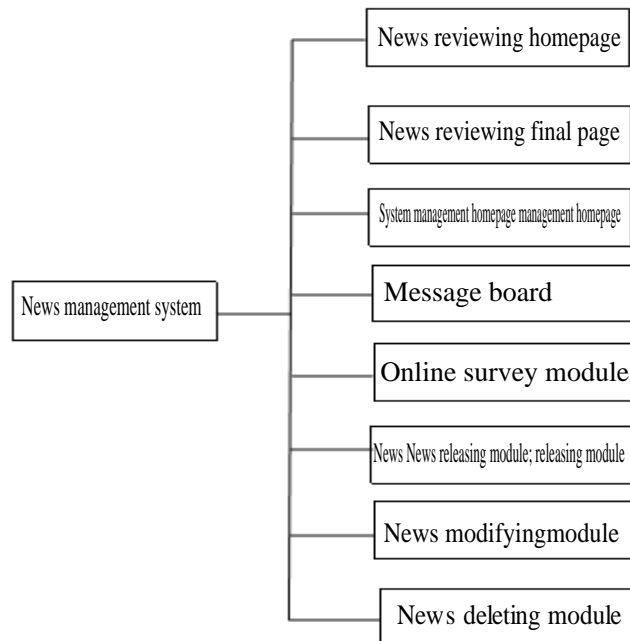 News reviewing homepage
News reviewing final page
System management homepage management homepage
News management system
Message board
Online survey module
News News releasing module; releasing module
News modifyingmodule
News deleting module